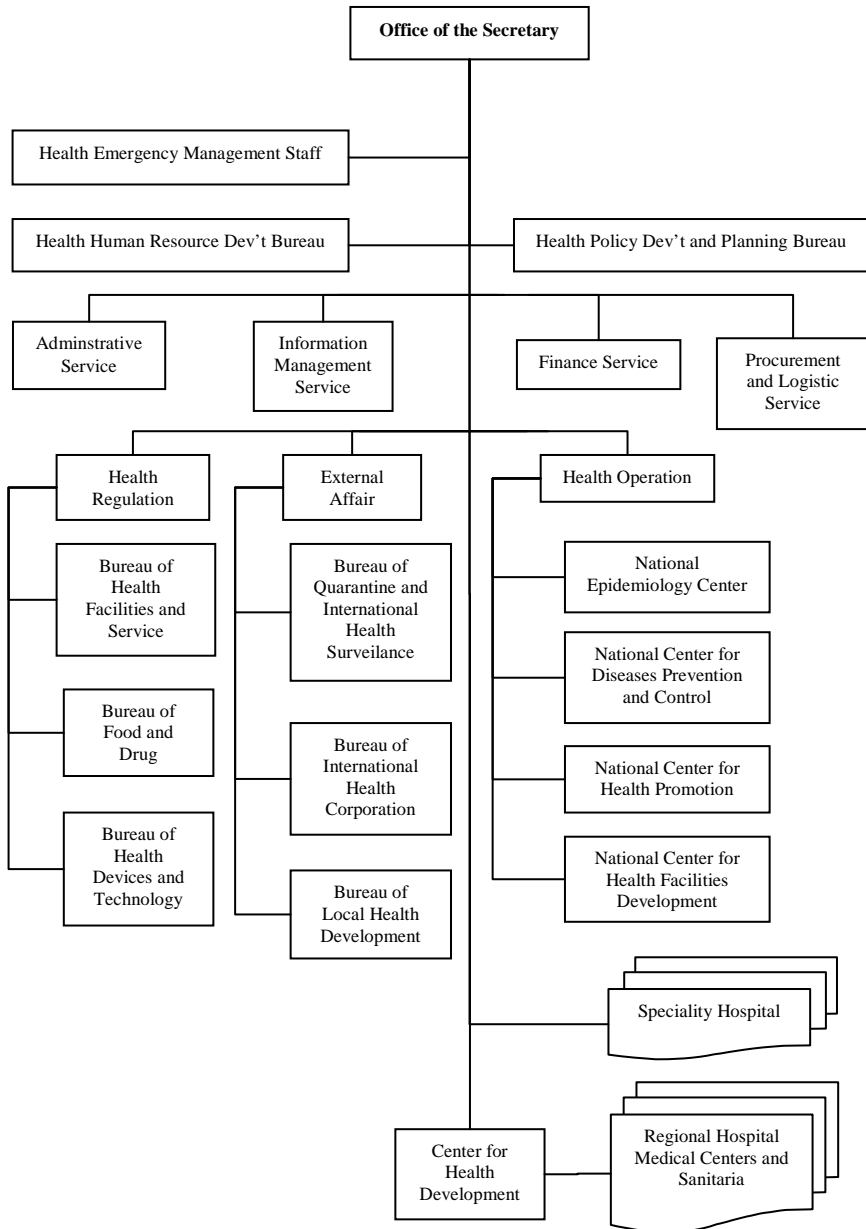 Office of the Secretary
Health Emergency Management Staff
Health Human Resource Dev't Bureau
Health Policy Dev't and Planning Bureau
Adminstrative
Service
Information
Management
Service
Finance Service
Procurement
and Logistic
Service
Health
Regulation
External
Affair
Health Operation
Bureau of
Health
Facilities and
Service
Bureau of
Food and
Drug
Bureau of
Health
Devices and
Technology
Bureau of
Quarantine and
International
Health
Surveilance
Bureau of
International
Health
Corporation
Bureau of
Local Health
Development
National
Epidemiology Center
National Center for
Diseases Prevention
and Control
National Center for
Health Promotion
National Center for
Health Facilities
Development
Speciality Hospital
Center for
Health
Development
Regional Hospital
Medical Centers and
Sanitaria